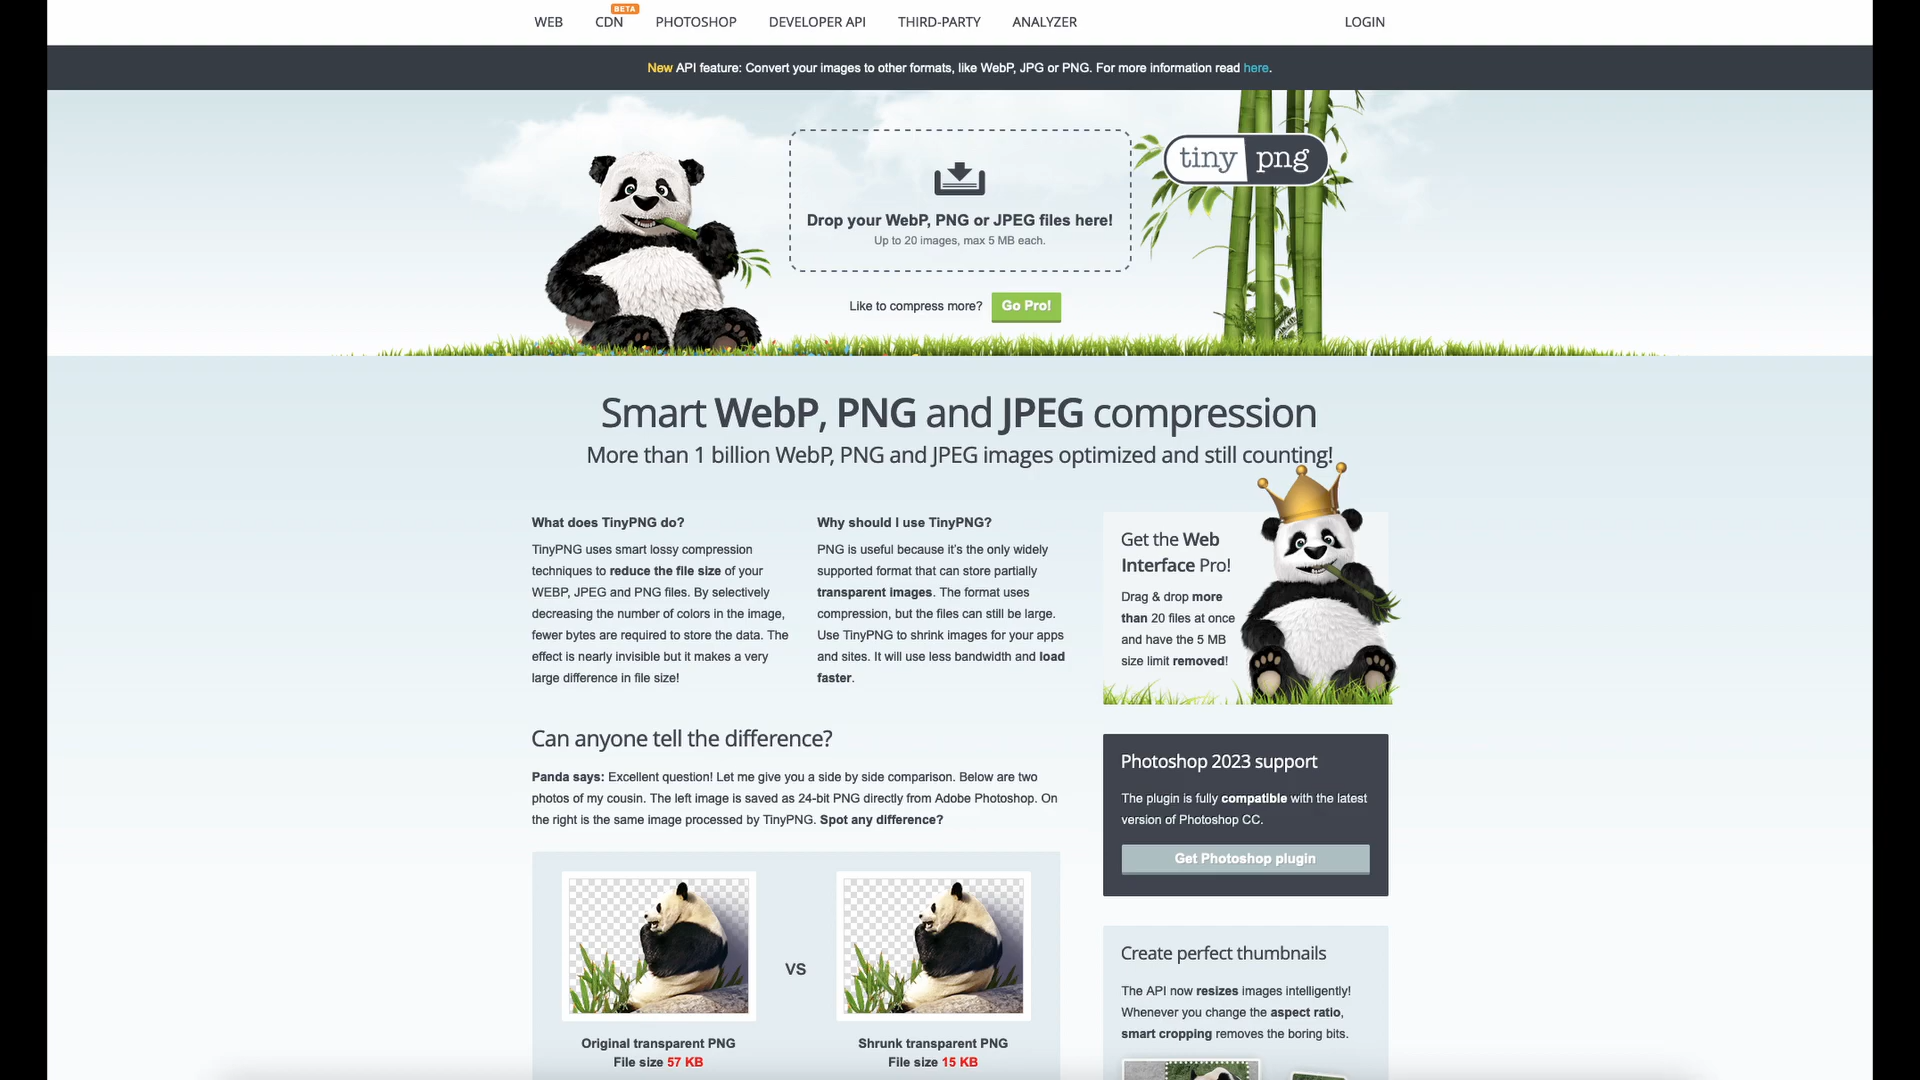 WEB
CDN
BETA
PHOTOSHOP
DEVELOPER API
THIRD-PARTY
ANALYZER
LOGIN
New API feature: Convert your images to other formats, like WebP, JPG or PNG. For more information read here.
tiny png
Drop your WebP, PNG or JPEG files here!
Up to 20 images, max 5 MB each.
Like to compress more? Go Pro!
Smart WebP, PNG and JPEG compression
More than 1 billion WebP, PNG and JPEG images optimized and still counting!
What does TinyPNG do?
TinyPNG uses smart lossy compression
techniques to reduce the file size of your
WEBP, JPEG and PNG files. By selectively
decreasing the number of colors in the image,
fewer bytes are required to store the data. The
effect is nearly invisible but it makes a very
large difference in file size!
Why should I use TinyPNG?
PNG is useful because it's the only widely
supported format that can store partially
transparent images. The format uses
compression, but the files can still be large.
Use TinyPNG to shrink images for your apps
and sites. It will use less bandwidth and load
faster.
Get the Web
Interface Pro!
Drag & drop more
than 20 files at once
and have the 5 MB
size limit removed!
Can anyone tell the difference?
Panda says: Excellent question! Let me give you a side by side comparison. Below are two
photos of my cousin. The left image is saved as 24-bit PNG directly from Adobe Photoshop. On
the right is the same image processed by TinyPNG. Spot any difference?
VS
Original transparent PNG
File size 57 KB
Shrunk transparent PNG
File size 15 KB
Photoshop 2023 support
The plugin is fully compatible with the latest
version of Photoshop CC.
Get Photoshop plugin
Create perfect thumbnails
The API now resizes images intelligently!
Whenever you change the aspect ratio,
smart cropping removes the boring bits.